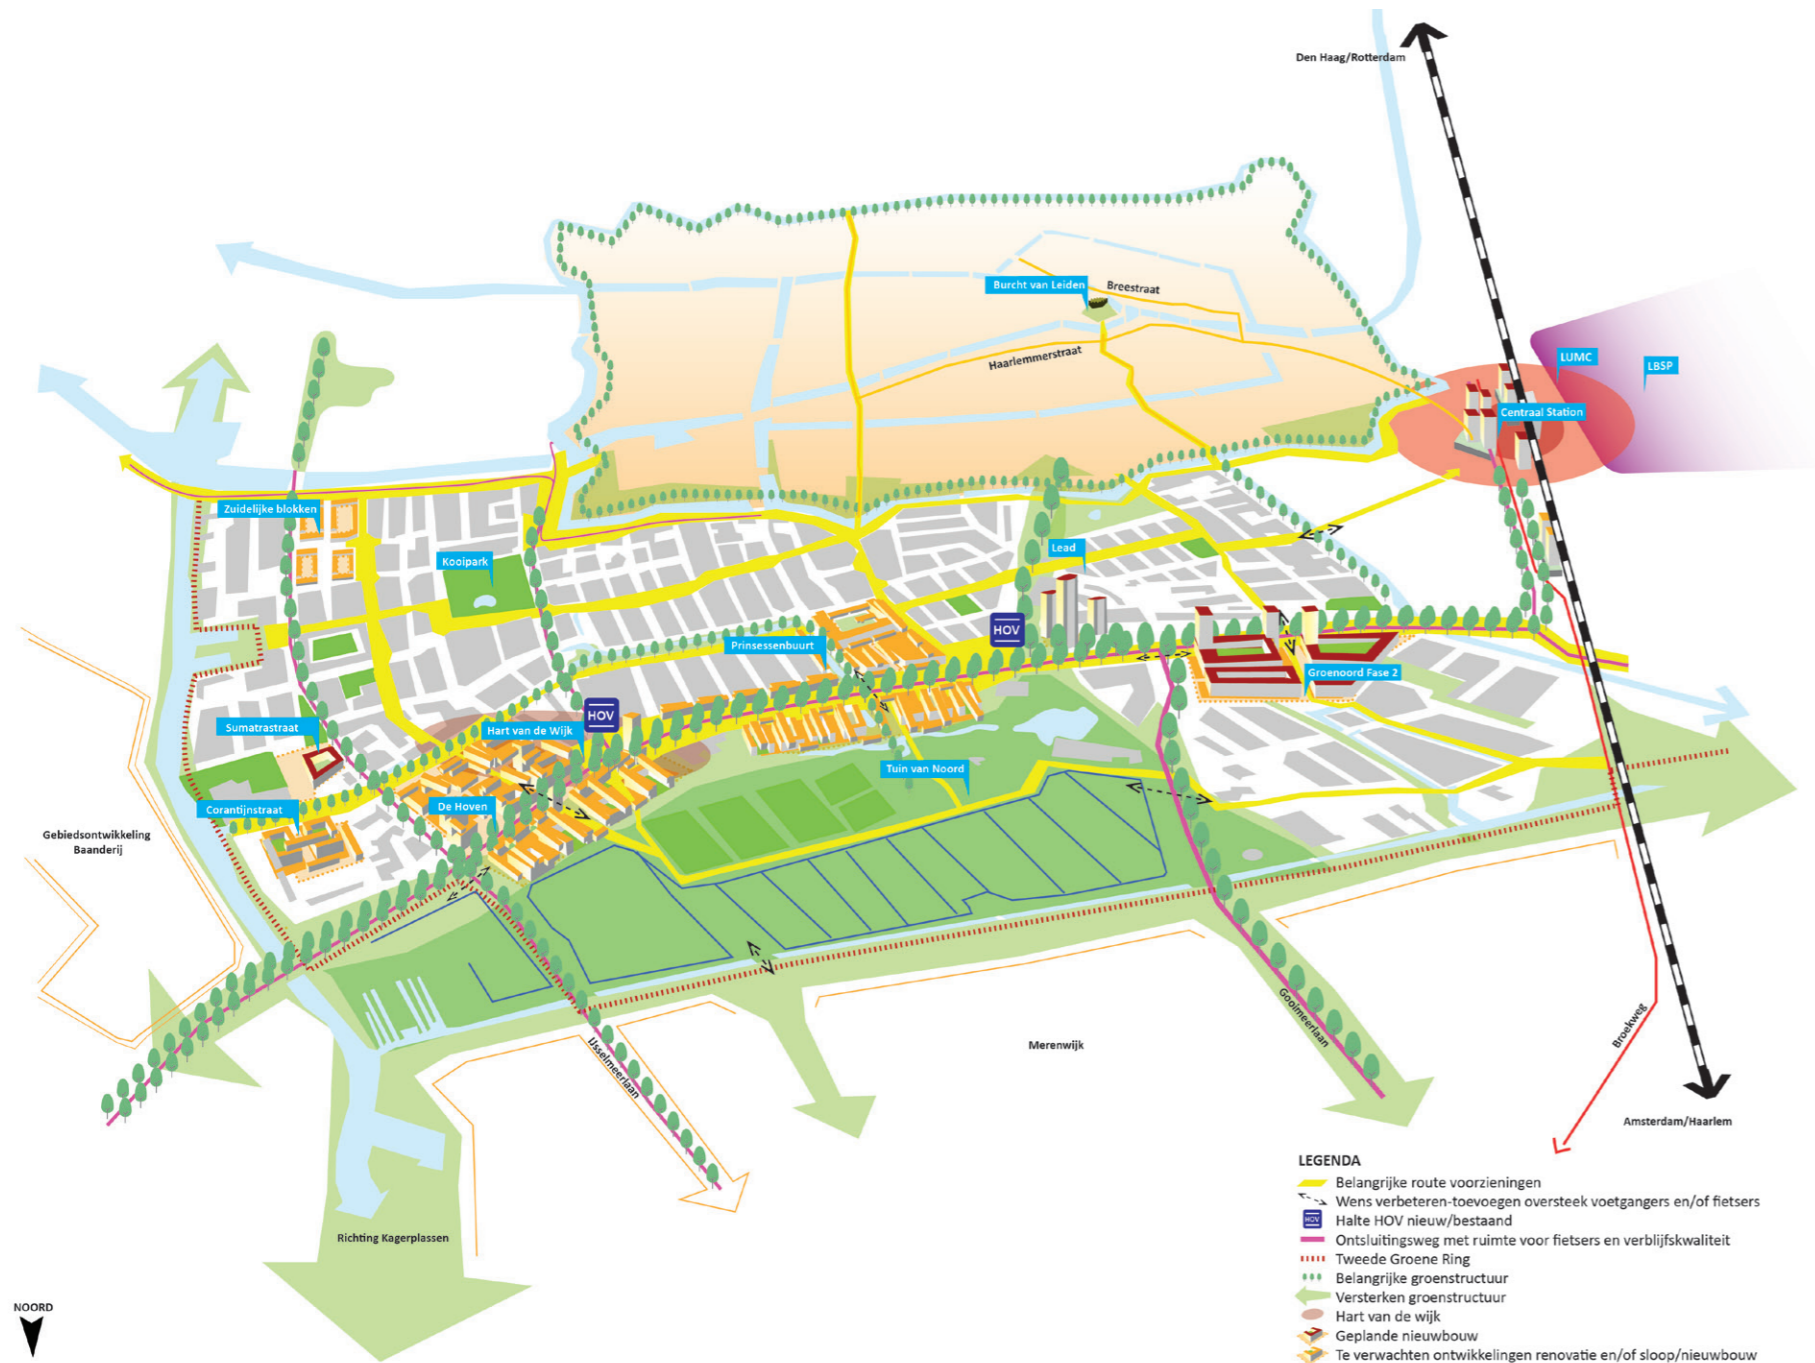 Den Haag/Rotterdam
Burcht van Leiden
Breestraat
Haarlemmerstraat
LUMC
LBSP
Centraal Station
Zuidelijke blokken
Kooipark
Lead
HOV
Prinsessenbuurt
Groenoord Fase 2
HOV
Sumatrastraat
Hart van de Wijk
Tuin van Noord
Corantijnstraat
De Hoven
Gebiedsontwikkeling
Baanderij
IJsselmeerlaan
Merenwijk
Gooimeerlaan
Broekweg
Amsterdam/Haarlem
Richting Kagerplassen
NOORD
LEGENDA
Belangrijke route voorzieningen
Wens verbeteren-toevoegen oversteek voetgangers en/of fietsers
HOV Halte HOV nieuw/bestaand
Ontsluitingsweg met ruimte voor fietsers en verblijfskwaliteit
Tweede Groene Ring
Belangrijke groenstructuur
Versterken groenstructuur
Hart van de wijk
Geplande nieuwbouw
Te verwachten ontwikkelingen renovatie en/of sloop/nieuwbouw